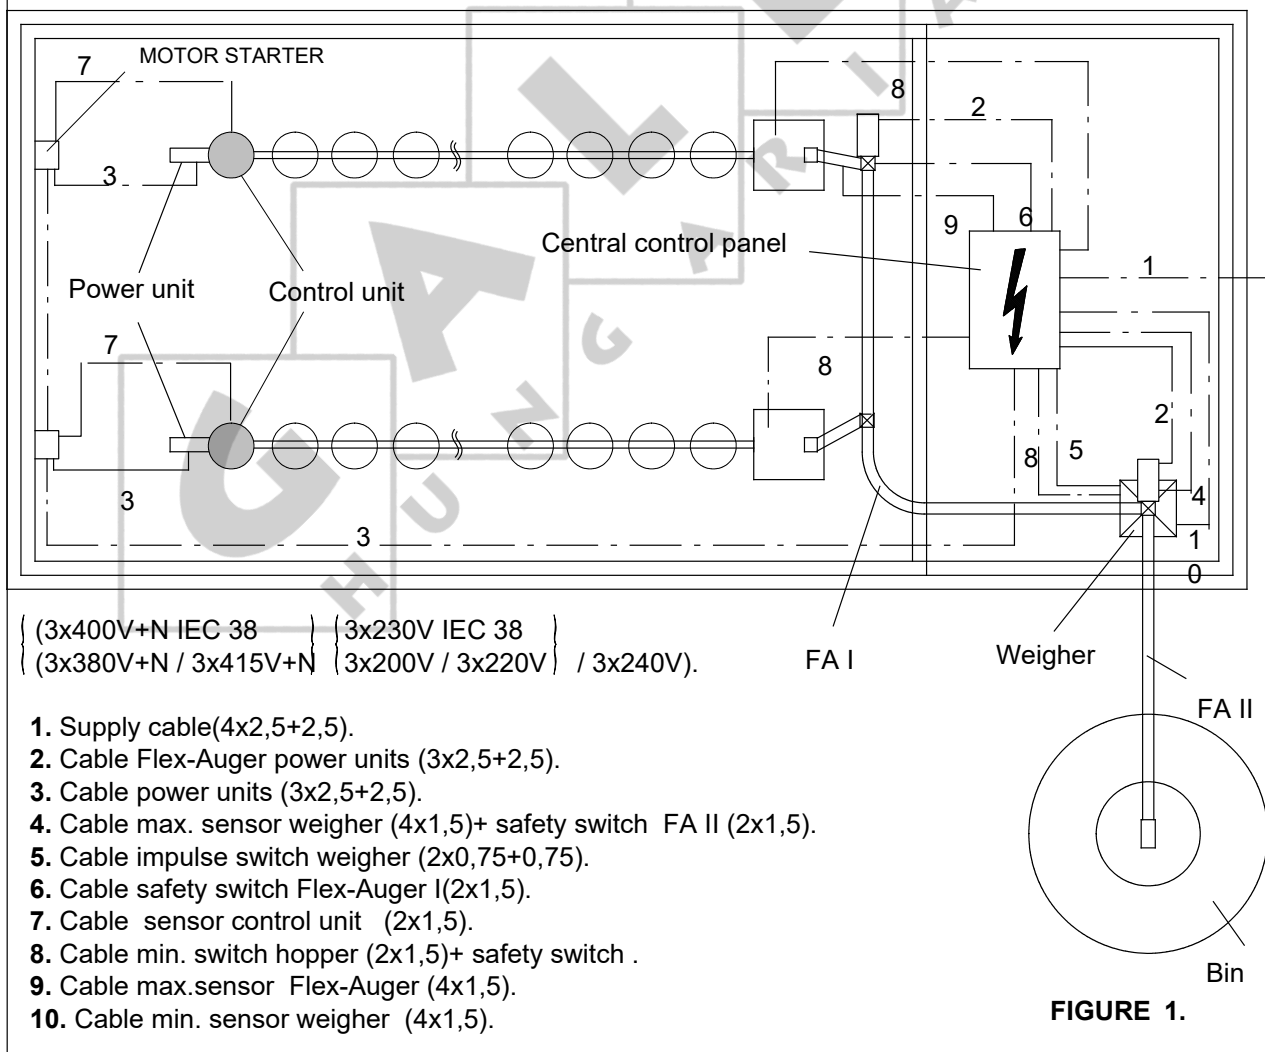 MOTOR STARTER
7
8
2
3
9
6
Central control panel
1
Power unit
Control unit
7
8
2
8
5
4
3
3
1
0
(3x400V+N IEC 38
3x230V IEC 38
(3x380V+N / 3x415V+N
3x200V / 3x220V
/ 3x240V).
FA I
Weigher
FA II
1. Supply cable(4x2,5+2,5).
2. Cable Flex-Auger power units (3x2,5+2,5).
3. Cable power units (3x2,5+2,5).
4. Cable max. sensor weigher (4x1,5)+ safety switch FA II (2x1,5).
5. Cable impulse switch weigher (2x0,75+0,75).
6. Cable safety switch Flex-Auger I(2x1,5).
7. Cable sensor control unit (2x1,5).
8. Cable min. switch hopper (2x1,5)+ safety switch .
9. Cable max.sensor Flex-Auger (4x1,5).
10. Cable min. sensor weigher (4x1,5).
Bin
FIGURE 1.
GAL
HUNGARIA